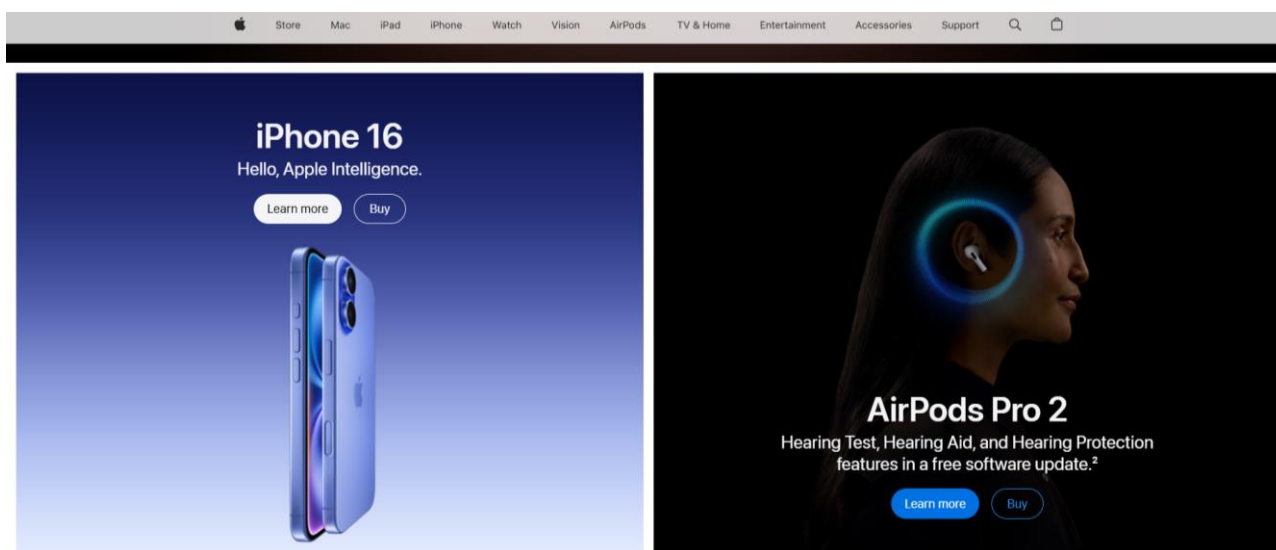 Store Mac iPad iPhone Watch Vision AirPods TV & Home Entertainment Accessories Support
iPhone 16
Hello, Apple Intelligence.
Learn more Buy
AirPods Pro 2
Hearing Test, Hearing Aid, and Hearing Protection
features in a free software update.²
Learn more Buy